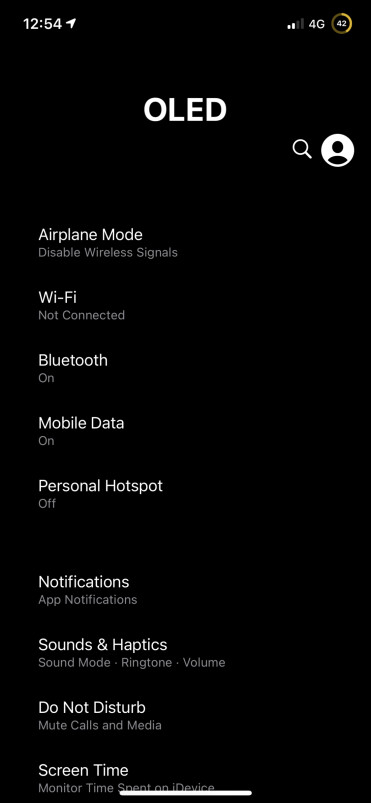 12:54
4G
42
OLED
Airplane Mode
Disable Wireless Signals
Wi-Fi
Not Connected
Bluetooth
On
Mobile Data
On
Personal Hotspot
Off
Notifications
App Notifications
Sounds & Haptics
Sound Mode · Ringtone · Volume
Do Not Disturb
Mute Calls and Media
Screen Time
Monitor Time Spent on iDevice